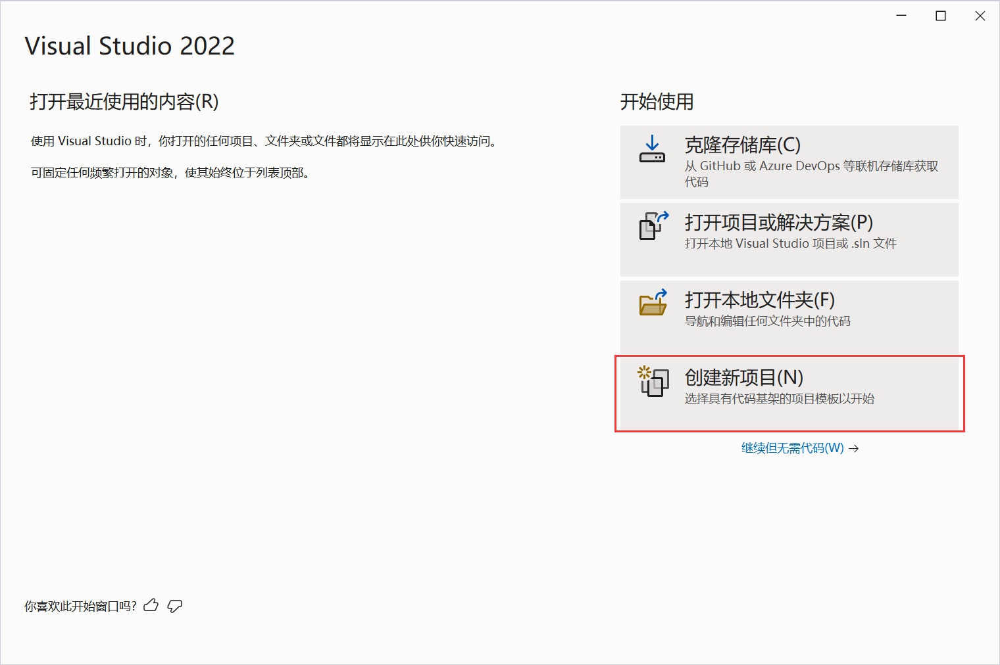 Visual Studio 2022
打开最近使用的内容(R)
使用 Visual Studio 时，你打开的任何项目、文件夹或文件都将显示在此处供你快速访问。
可固定任何频繁打开的对象，使其始终位于列表顶部。
开始使用
克隆存储库(C)
从 GitHub 或 Azure DevOps 等联机存储库获取
代码
打开项目或解决方案(P)
打开本地 Visual Studio 项目或 .sln 文件
打开本地文件夹(F)
导航和编辑任何文件夹中的代码
创建新项目(N)
选择具有代码基架的项目模板以开始
继续但无需代码(W) →
你喜欢此开始窗口吗?